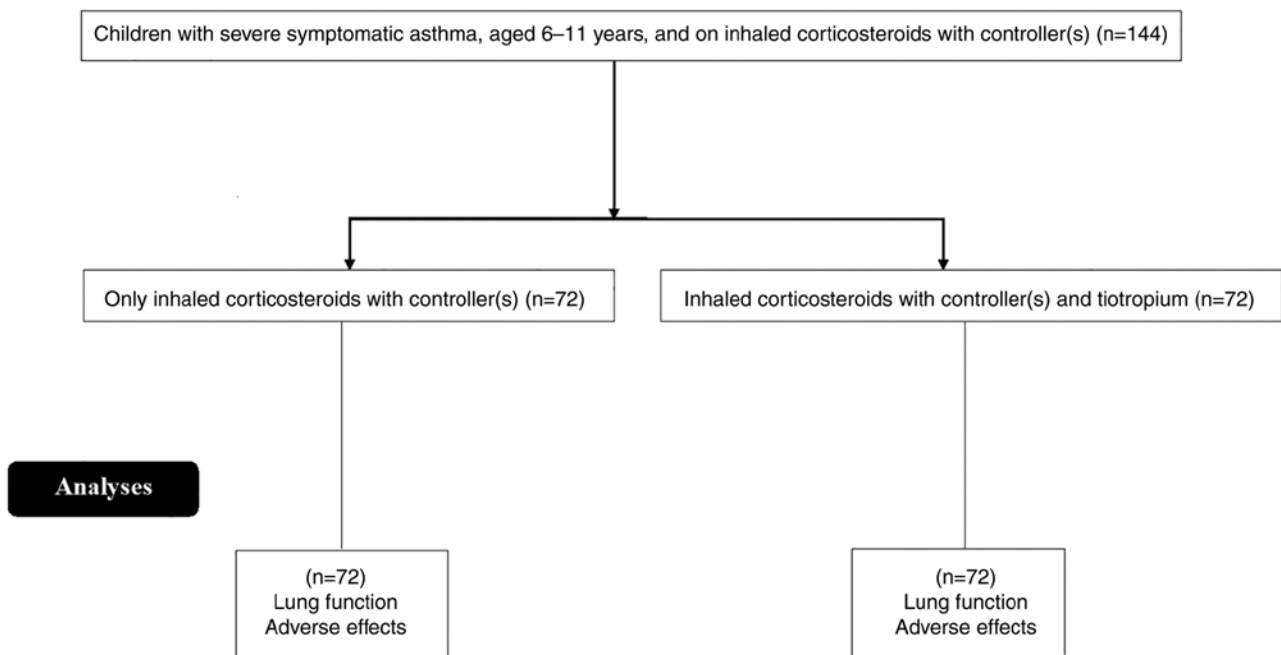 Children with severe symptomatic asthma, aged 6–11 years, and on inhaled corticosteroids with controller(s) (n=144)
Only inhaled corticosteroids with controller(s) (n=72)
Inhaled corticosteroids with controller(s) and tiotropium (n=72)
Analyses
(n=72)
Lung function
Adverse effects
(n=72)
Lung function
Adverse effects